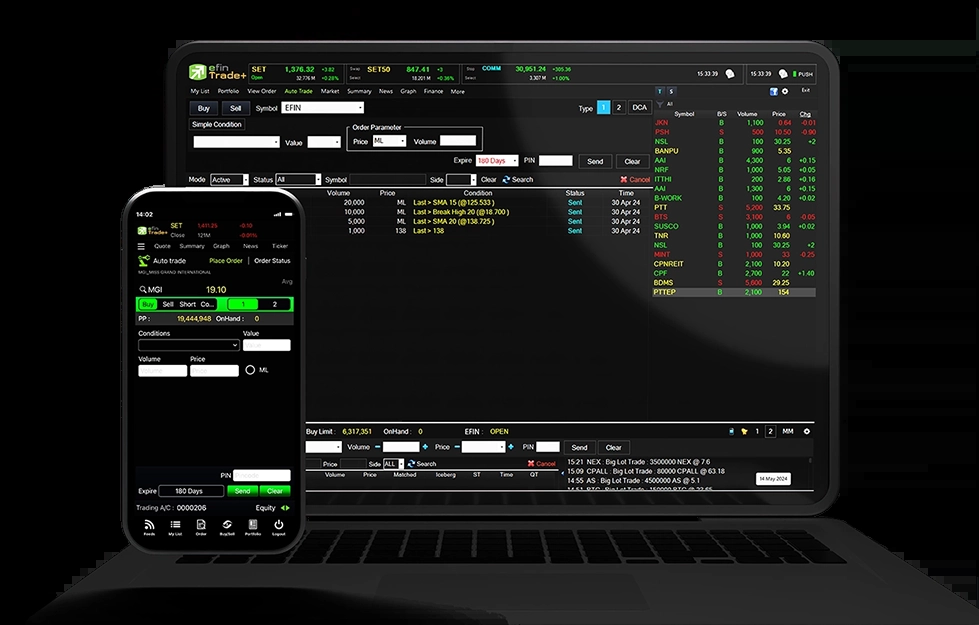 efin
Trade+
SET 1,376.32 +3.82
Open 32,776 M +0.28%
Swap SET50 847.41 +3
Select 18,201 M +0.36%
Stop COMM 30,951.24 +305.36
Select 3,307 M +1.00%
15:33:39 15:33:39 PUSH
My List Portfolio View Order Auto Trade Market Summary News Graph Finance More
T S Exit
Buy Sell Symbol EFIN Type 1 2 DCA
All
Simple Condition
Value Order Parameter
Price ML Volume
Expire 180 Days PIN Send Clear
Mode Active Status All Symbol Side Clear Search Cancel
Volume Price Condition Status Time
20,000 ML Last > SMA 15 (@125.533 ) Sent 30 Apr 24
10,000 ML Last > Break High 20 (@18.700 ) Sent 30 Apr 24
5,000 ML Last > SMA 20 (@138.725 ) Sent 30 Apr 24
1,000 138 Last > 138 Sent 30 Apr 24
Symbol B/S Volume Price Chg
JKN B 1,100 0.64 -0.01
PSH S 500 10.50 -0.90
NSL B 100 30.25 +2
BANPU B 900 5.35
AAI B 4,300 6 +0.15
NRF B 1,000 5.05 +0.05
ITTHI B 200 2.86 +0.16
AAI B 1,300 6 +0.15
B-WORK B 100 4.20 +0.02
PTT S 5,200 33.75
BTS S 3,100 6 -0.05
SUSCO B 1,000 3.94 +0.02
TNR B 1,000 10.60
NSL B 100 30.25 +2
MINT S 1,000 33 -0.25
CPNREIT B 2,100 10.20
CPF B 2,700 22 +1.40
BDMS S 5,600 29.25
PTTEP B 2,100 154
Buy Limit : 6,317,351 OnHand : 0 EFIN : OPEN
1 2 MM
Volume Price PIN Send Clear
Price Side ALL Search Cancel
Volume Price Matched Iceberg ST Time QT
15:21 NEX : Big Lot Trade : 3500000 NEX @ 7.6
15:09 CPALL : Big Lot Trade : 80000 CPALL @ 63.18
14:55 AS : Big Lot Trade : 4500000 AS @ 5.1
14 May 2024
14:02
efin
Trade+
SET 1,411.25 -0.10
Close 121M -0.01%
Quote Summary Graph News Ticker
Auto trade Place Order Order Status
MGI_MISS GRAND INTERNATIONAL
Avg
MGI 19.10
Buy Sell Short Co... 1 2
PP : 19,444,948 OnHand : 0
Conditions Value
Volume Price
ML
PIN
Expire 180 Days Send Clear
Trading A/C : 0000206 Equity
Feeds My List Order Buy/Sell Portfolio Logout